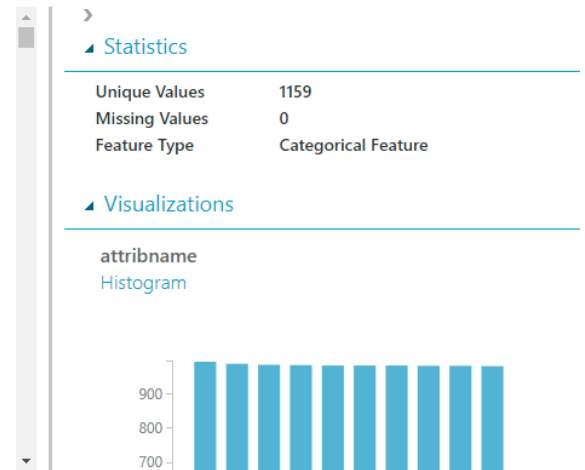 Statistics
Unique Values 1159
Missing Values 0
Feature Type Categorical Feature
Visualizations
attribname
Histogram
900
800
700